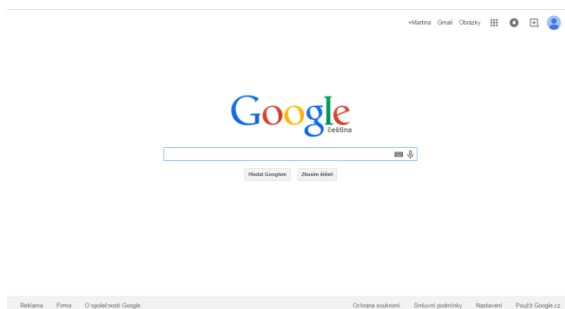 +Martina Gmail Obrázky
Google
čeština
Hledat Googlem Zkusím štěstí
Reklama Firma O společnosti Google Ochrana soukromí Smluvní podmínky Nastavení Použít Google.cz